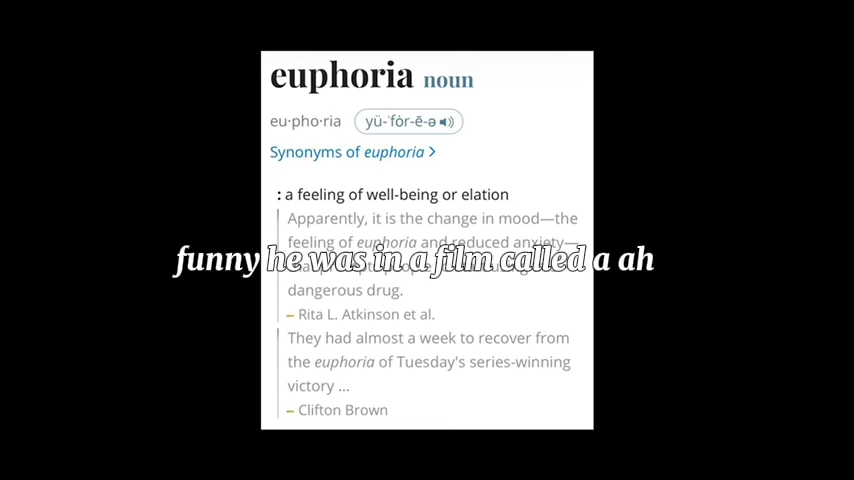 euphoria noun
eu·pho·ria yü-ˈfȯr-ē-ə
Synonyms of euphoria >
: a feeling of well-being or elation
Apparently, it is the change in mood—the
feeling of euphoria and reduced anxiety—
funny he was in a film called a ah
dangerous drug.
– Rita L. Atkinson et al.
They had almost a week to recover from
the euphoria of Tuesday's series-winning
victory ...
– Clifton Brown